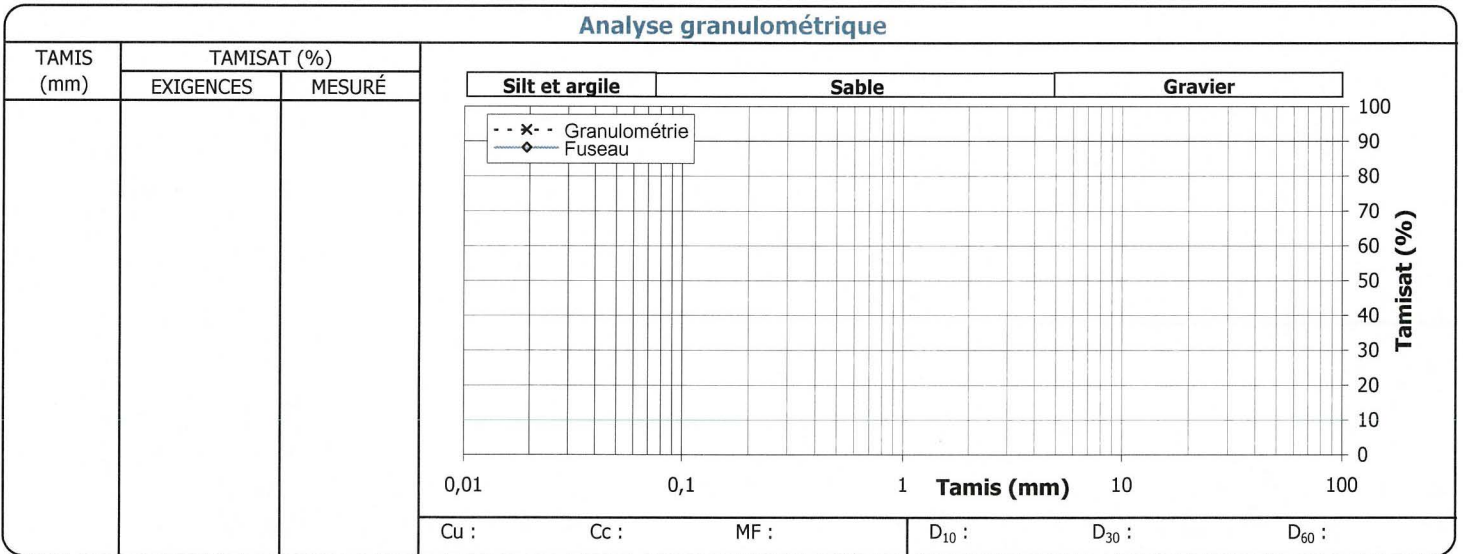 Analyse granulométrique
TAMIS (mm)
TAMISAT (%)
EXIGENCES MESURÉ
Silt et argile Sable Gravier
Granulométrie
Fuseau
100
90
80
70
60
50
40
30
20
10
0
Tamisat (%)
0,01 0,1 1 10 100
Tamis (mm)
Cu : Cc : MF : D₁₀ : D₃₀ : D₆₀ :